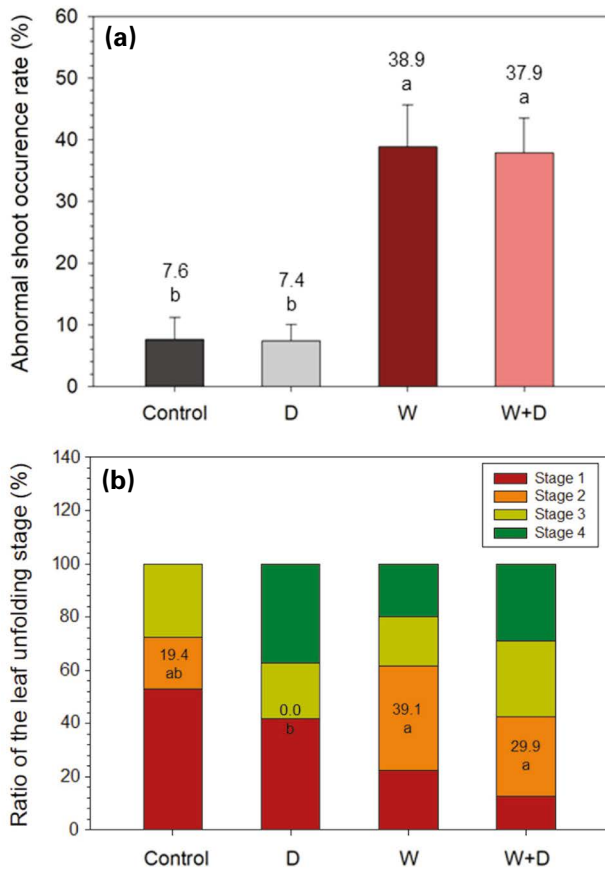 (a)
Abnormal shoot occurence rate (%)
60
50
40
30
20
10
0
7.6
b
7.4
b
38.9
a
37.9
a
Control
D
W
W+D
(b)
Ratio of the leaf unfolding stage (%)
140
120
100
80
60
40
20
0
Stage 1
Stage 2
Stage 3
Stage 4
19.4
ab
0.0
b
39.1
a
29.9
a
Control
D
W
W+D